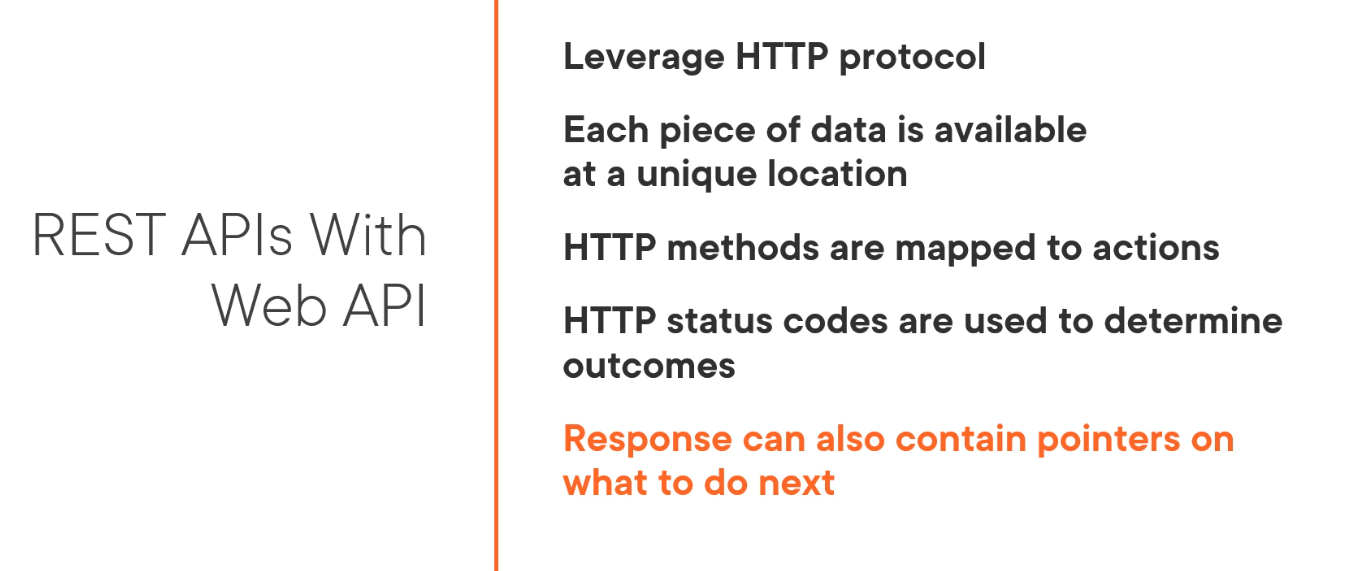 REST APIs With
Web API
Leverage HTTP protocol
Each piece of data is available
at a unique location
HTTP methods are mapped to actions
HTTP status codes are used to determine
outcomes
Response can also contain pointers on
what to do next